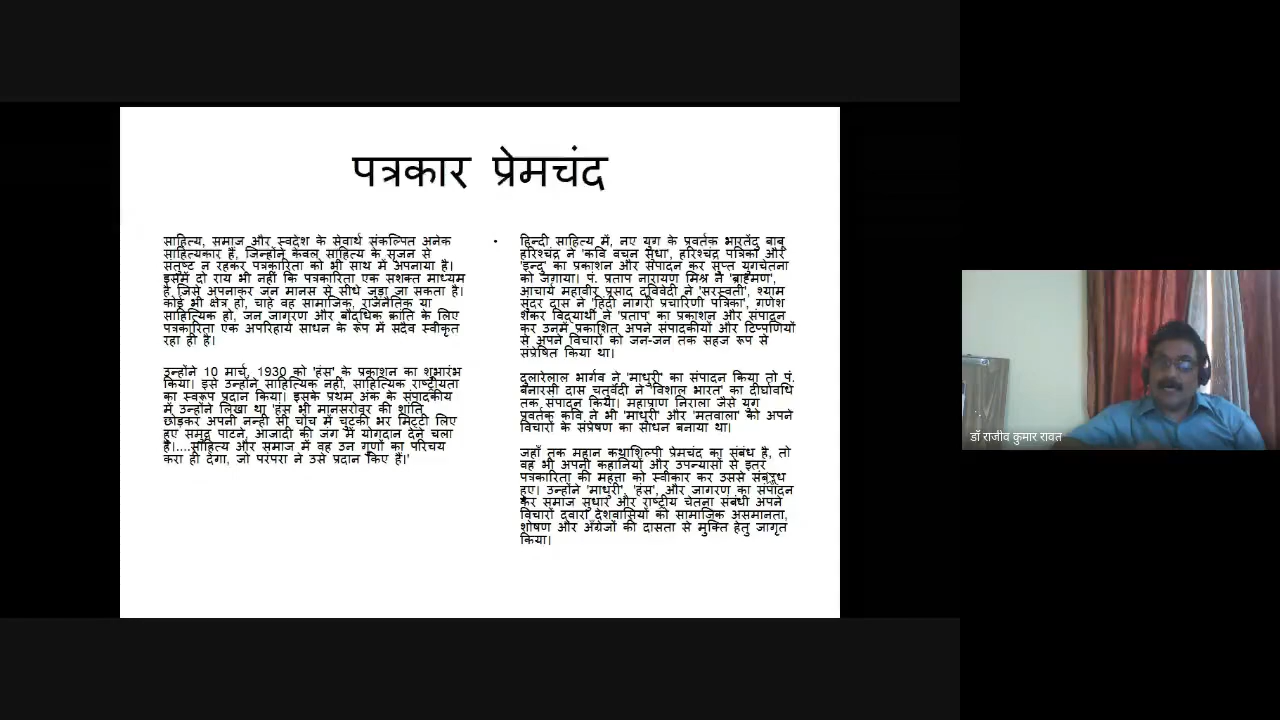 पत्रकार प्रेमचंद
साहित्य, समाज और स्वदेश के सेवार्थ संकल्पित अनेक
साहित्यकार हैं, जिन्होंने केवल साहित्य के सृजन से
संतुष्ट न रहकर पत्रकारिता को भी साथ में अपनाया है।
इसमें दो राय भी नहीं कि पत्रकारिता एक सशक्त माध्यम
है जिसे अपनाकर जन मानस से सीधे जुड़ा जा सकता है।
कोई भी क्षेत्र हो, चाहे वह सामाजिक, राजनैतिक या
साहित्यिक हो, जन जागरण और बौद्धिक क्रांति के लिए
पत्रकारिता एक अपरिहार्य साधन के रूप में सदैव स्वीकृत
रहा ही है।
उन्होंने 10 मार्च, 1930 को 'हंस' के प्रकाशन का शुभारंभ
किया। इसे उन्होंने साहित्यिक नहीं, साहित्यिक राष्ट्रीयता
का स्वरूप प्रदान किया। इसके प्रथम अंक के संपादकीय
में उन्होंने लिखा था 'हंस भी मानसरोवर की शांति
छोड़कर अपनी नन्ही सी चोंच में चुटकी भर मिट्टी लिए
हुए समुद्र पाटने, आजादी की जंग में योगदान देने चला
है।....साहित्य और समाज में वह उन गुणों का परिचय
करा ही देगा, जो परंपरा ने उसे प्रदान किए हैं।'
• हिन्दी साहित्य में, नए युग के प्रवर्तक भारतेंदु बाबू
हरिश्चंद्र ने 'कवि वचन सुधा', हरिश्चंद्र पत्रिका और
'इन्दु' का प्रकाशन और संपादन कर सुप्त युगचेतना
को जगाया। पं. प्रताप नारायण मिश्र ने 'ब्राह्मण',
आचार्य महावीर प्रसाद द्विवेदी ने 'सरस्वती', श्याम
सुंदर दास ने 'हिंदी नागरी प्रचारिणी पत्रिका', गणेश
शंकर विद्यार्थी ने 'प्रताप' का प्रकाशन और संपादन
कर उनमें प्रकाशित अपने संपादकीयों और टिप्पणियों
से अपने विचारों को जन-जन तक सहज रूप से
संप्रेषित किया था।
दुलारेलाल भार्गव ने 'माधुरी' का संपादन किया तो पं.
बनारसी दास चतुर्वेदी ने 'विशाल भारत' का दीर्घावधि
तक संपादन किया। महाप्राण निराला जैसे युग
प्रवर्तक कवि ने भी 'माधुरी' और 'मतवाला' को अपने
विचारों के संप्रेषण का साधन बनाया था।
जहाँ तक महान कथाशिल्पी प्रेमचंद का संबंध है, तो
वह भी अपनी कहानियों और उपन्यासों से इतर
पत्रकारिता की महत्ता को स्वीकार कर उससे संबद्ध
हुए। उन्होंने 'माधुरी', 'हंस', और जागरण का संपादन
कर समाज सुधार और राष्ट्रीय चेतना संबंधी अपने
विचारों द्वारा देशवासियों को सामाजिक असमानता,
शोषण और अँग्रेजों की दासता से मुक्ति हेतु जागृत
किया।
डॉ राजीव कुमार रावत